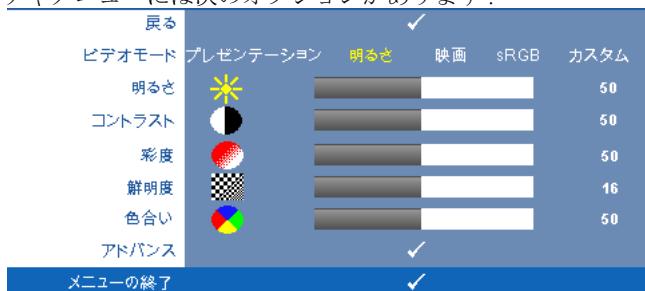 戻る
ビデオモード プレゼンテーション 明るさ 映画 sRGB カスタム
明るさ 50
コントラスト 50
彩度 50
鮮明度 16
色合い 50
アドバンス
メニューの終了